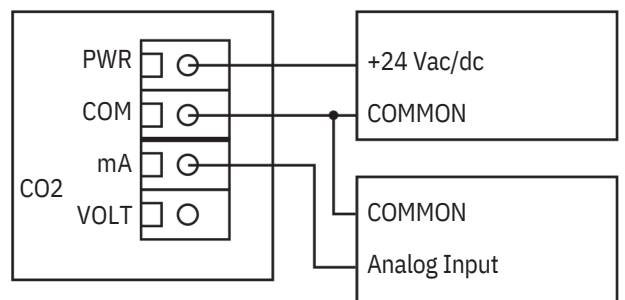 PWR
COM
mA
CO2
VOLT
+24 Vac/dc
COMMON
COMMON
Analog Input